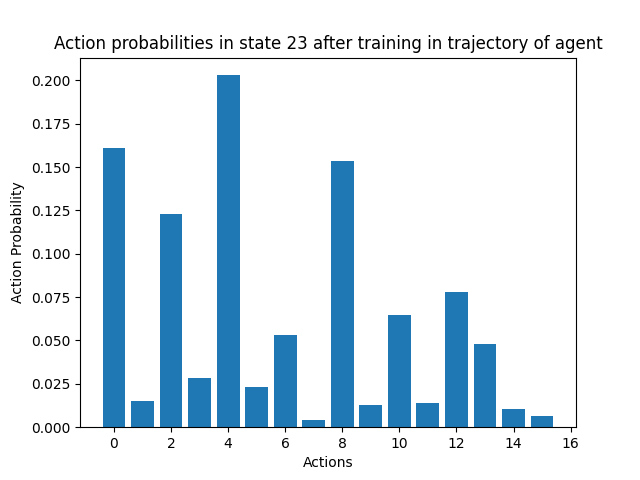 Action probabilities in state 23 after training in trajectory of agent
0.200
0.175
0.150
0.125
0.100
0.075
0.050
0.025
0.000
Action Probability
0 2 4 6 8 10 12 14 16
Actions